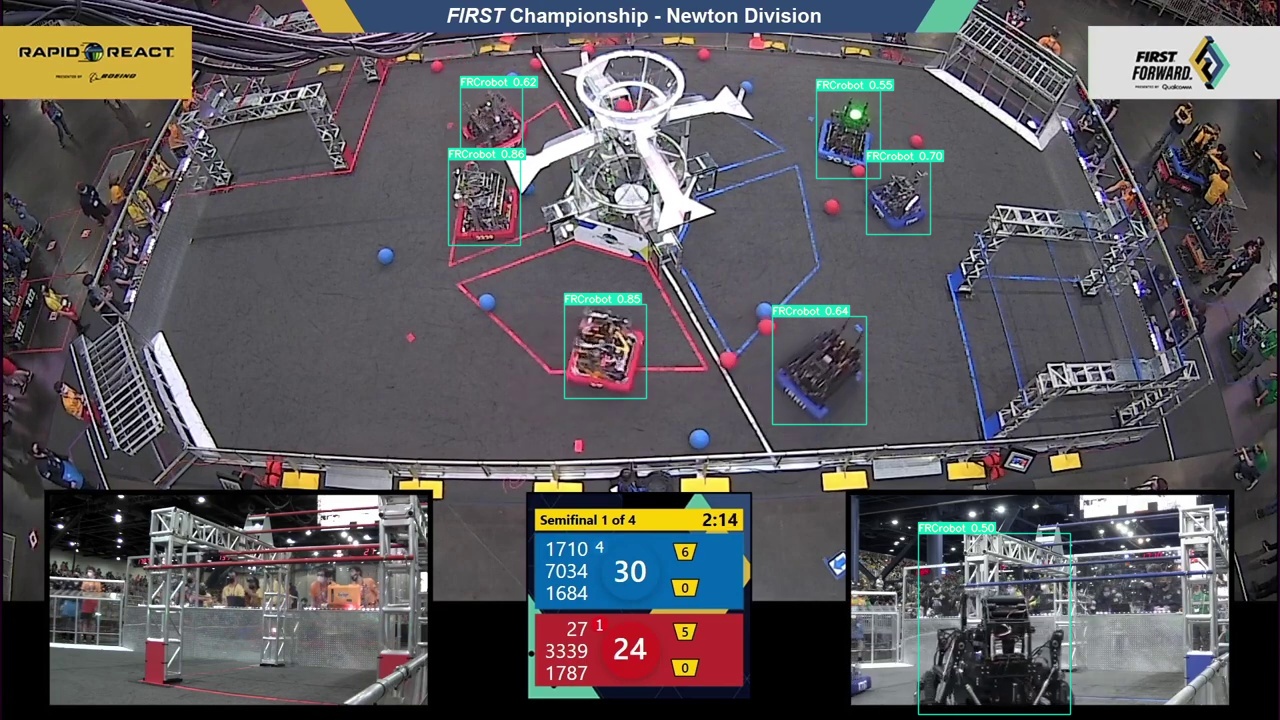 FIRST Championship - Newton Division
RAPID REACT
PRESENTED BY BOEING
FIRST
FORWARD
PRESENTED BY Qualcomm
FRCrobot 0.62
FRCrobot 0.55
FRCrobot 0.86
FRCrobot 0.70
FRCrobot 0.85
FRCrobot 0.64
Semifinal 1 of 4 2:14
1710 4
7034 30 6
1684 0
27 1
3339 24 5
1787 0
FRCrobot 0.50